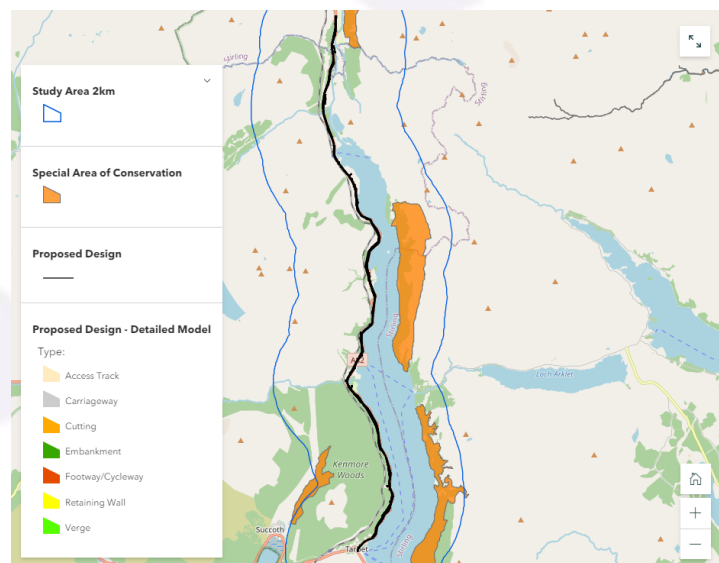 Study Area 2km
Special Area of Conservation
Proposed Design
Proposed Design - Detailed Model
Type:
Access Track
Carriageway
Cutting
Embankment
Footway/Cycleway
Retaining Wall
Verge
Stirling
Stirling
Stirling
Stirling
A82
Loch Arklet
Kenmore
Woods
Succoth
Tarbet
Stirling